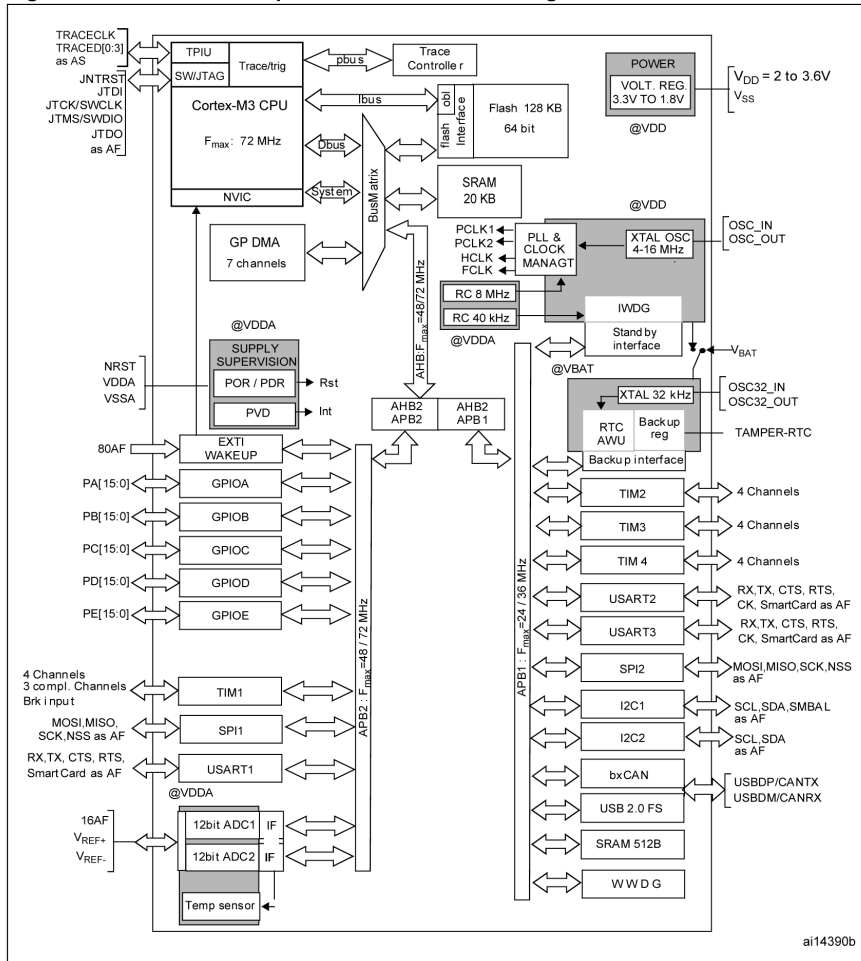 TRACECLK
TRACED[0:3]
as AS
JNTRST
JTDI
JTCK/SWCLK
JTMS/SWDIO
JTDO
as AF
TPIU
SW/JTAG
Trace/trig
Cortex-M3 CPU
Fmax: 72 MHz
NVIC
pbus
Trace
Controller
Ibus
Dbus
System
BusMatrix
flash
obl
Interface
Flash 128 KB
64 bit
SRAM
20 KB
POWER
VOLT. REG.
3.3V TO 1.8V
@VDD
VDD = 2 to 3.6V
VSS
GP DMA
7 channels
AHB:Fmax=48/72 MHz
PCLK1
PCLK2
HCLK
FCLK
PLL &
CLOCK
MANAGT
@VDD
XTAL OSC
4-16 MHz
OSC_IN
OSC_OUT
RC 8 MHz
RC 40 kHz
@VDDA
IWDG
Standby
interface
@VBAT
VBAT
@VDDA
SUPPLY
SUPERVISION
POR / PDR
Rst
PVD
Int
NRST
VDDA
VSSA
AHB2
APB2
AHB2
APB1
XTAL 32 kHz
OSC32_IN
OSC32_OUT
RTC
AWU
Backup
reg
TAMPER-RTC
Backup interface
80AF
EXTI
WAKEUP
PA[15:0]
GPIOA
PB[15:0]
GPIOB
PC[15:0]
GPIOC
PD[15:0]
GPIOD
PE[15:0]
GPIOE
4 Channels
3 compl. Channels
Brk input
TIM1
MOSI,MISO,
SCK,NSS as AF
SPI1
RX,TX, CTS, RTS,
SmartCard as AF
USART1
@VDDA
16AF
VREF+
VREF-
12bit ADC1
IF
12bit ADC2
IF
Temp sensor
APB2 : Fmax=48 / 72 MHz
APB1 : Fmax=24 / 36 MHz
TIM2
4 Channels
TIM3
4 Channels
TIM 4
4 Channels
USART2
RX,TX, CTS, RTS,
CK, SmartCard as AF
USART3
RX,TX, CTS, RTS,
CK, SmartCard as AF
SPI2
MOSI,MISO,SCK,NSS
as AF
I2C1
SCL,SDA,SMBAL
as AF
I2C2
SCL,SDA
as AF
bxCAN
USBDP/CANTX
USBDM/CANRX
USB 2.0 FS
SRAM 512B
WWDG
ai14390b